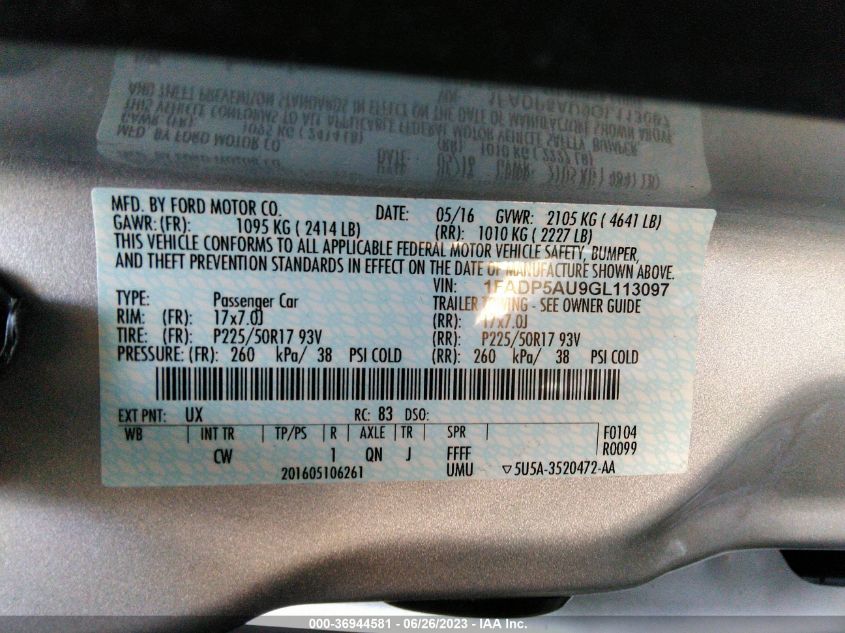 MFD. BY FORD MOTOR CO. DATE: 05/16 GVWR: 2105 KG ( 4641 LB)
GAWR: (FR): 1095 KG ( 2414 LB) (RR): 1010 KG ( 2227 LB)
THIS VEHICLE CONFORMS TO ALL APPLICABLE FEDERAL MOTOR VEHICLE SAFETY, BUMPER,
AND THEFT PREVENTION STANDARDS IN EFFECT ON THE DATE OF MANUFACTURE SHOWN ABOVE.
VIN: 1FADP5AU9GL113097
TYPE: Passenger Car TRAILER TOWING - SEE OWNER GUIDE
RIM: (FR): 17x7.0J (RR): 17x7.0J
TIRE: (FR): P225/50R17 93V (RR): P225/50R17 93V
PRESSURE: (FR): 260 kPa/ 38 PSI COLD (RR): 260 kPa/ 38 PSI COLD
EXT PNT: UX RC: 83 DSO:
WB INT TR TP/PS R AXLE TR SPR F0104
CW 1 QN J FFFF R0099
201605106261 UMU ▽5U5A-3520472-AA
000-36944581 - 06/26/2023 - IAA Inc.